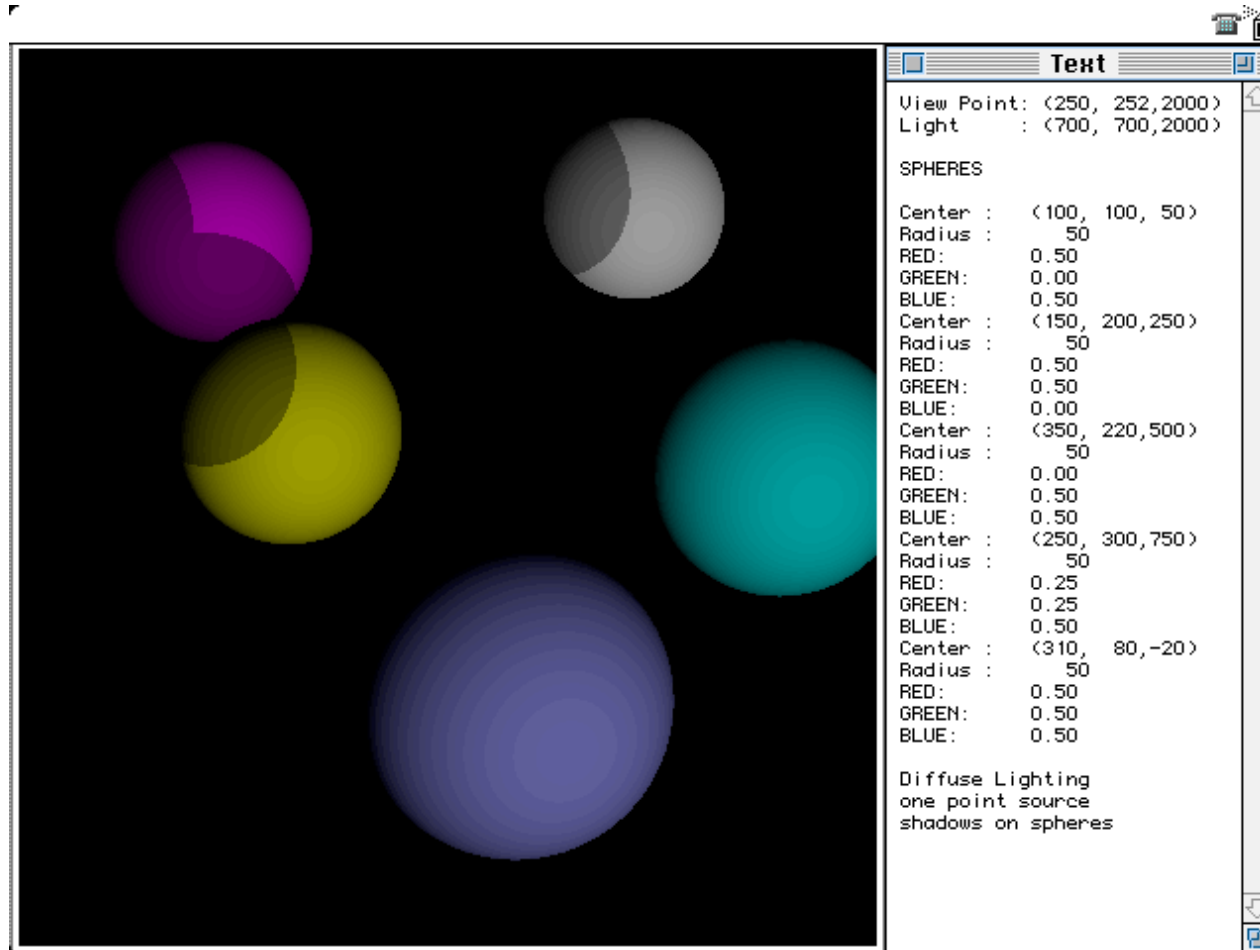 Text
View Point: (250, 252,2000)
Light     : (700, 700,2000)
SPHERES
Center :   (100, 100, 50)
Radius :      50
RED:       0.50
GREEN:     0.00
BLUE:      0.50
Center :   (150, 200,250)
Radius :      50
RED:       0.50
GREEN:     0.50
BLUE:      0.00
Center :   (350, 220,500)
Radius :      50
RED:       0.00
GREEN:     0.50
BLUE:      0.50
Center :   (250, 300,750)
Radius :      50
RED:       0.25
GREEN:     0.25
BLUE:      0.50
Center :   (310,  80,-20)
Radius :      50
RED:       0.50
GREEN:     0.50
BLUE:      0.50
Diffuse Lighting
one point source
shadows on spheres